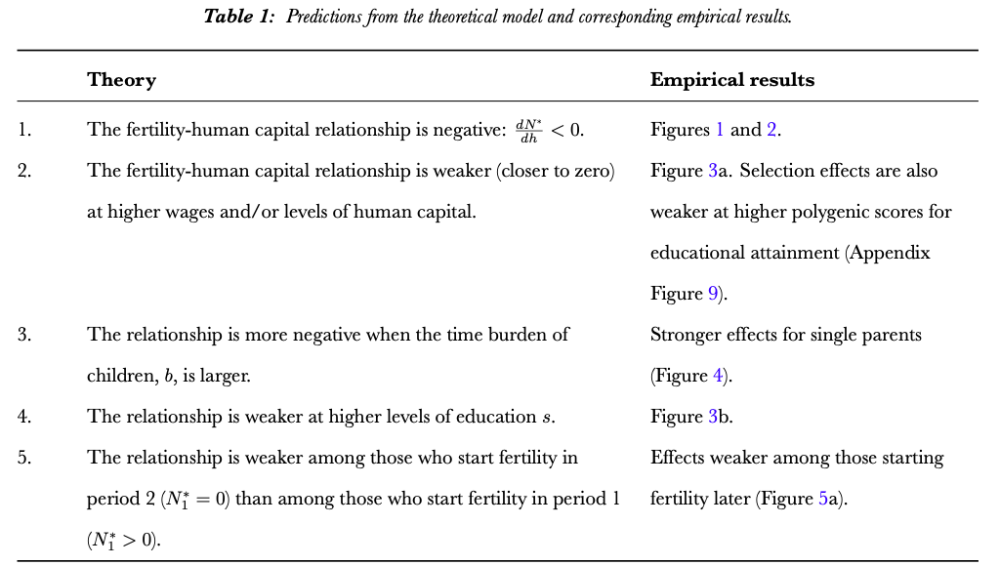 Table 1: Predictions from the theoretical model and corresponding empirical results.
Theory Empirical results
1. The fertility-human capital relationship is negative: dN*/dh < 0. Figures 1 and 2.
2. The fertility-human capital relationship is weaker (closer to zero) Figure 3a. Selection effects are also
at higher wages and/or levels of human capital. weaker at higher polygenic scores for
educational attainment (Appendix
Figure 9).
3. The relationship is more negative when the time burden of Stronger effects for single parents
children, b, is larger. (Figure 4).
4. The relationship is weaker at higher levels of education s. Figure 3b.
5. The relationship is weaker among those who start fertility in Effects weaker among those starting
period 2 (N₁* = 0) than among those who start fertility in period 1 fertility later (Figure 5a).
(N₁* > 0).